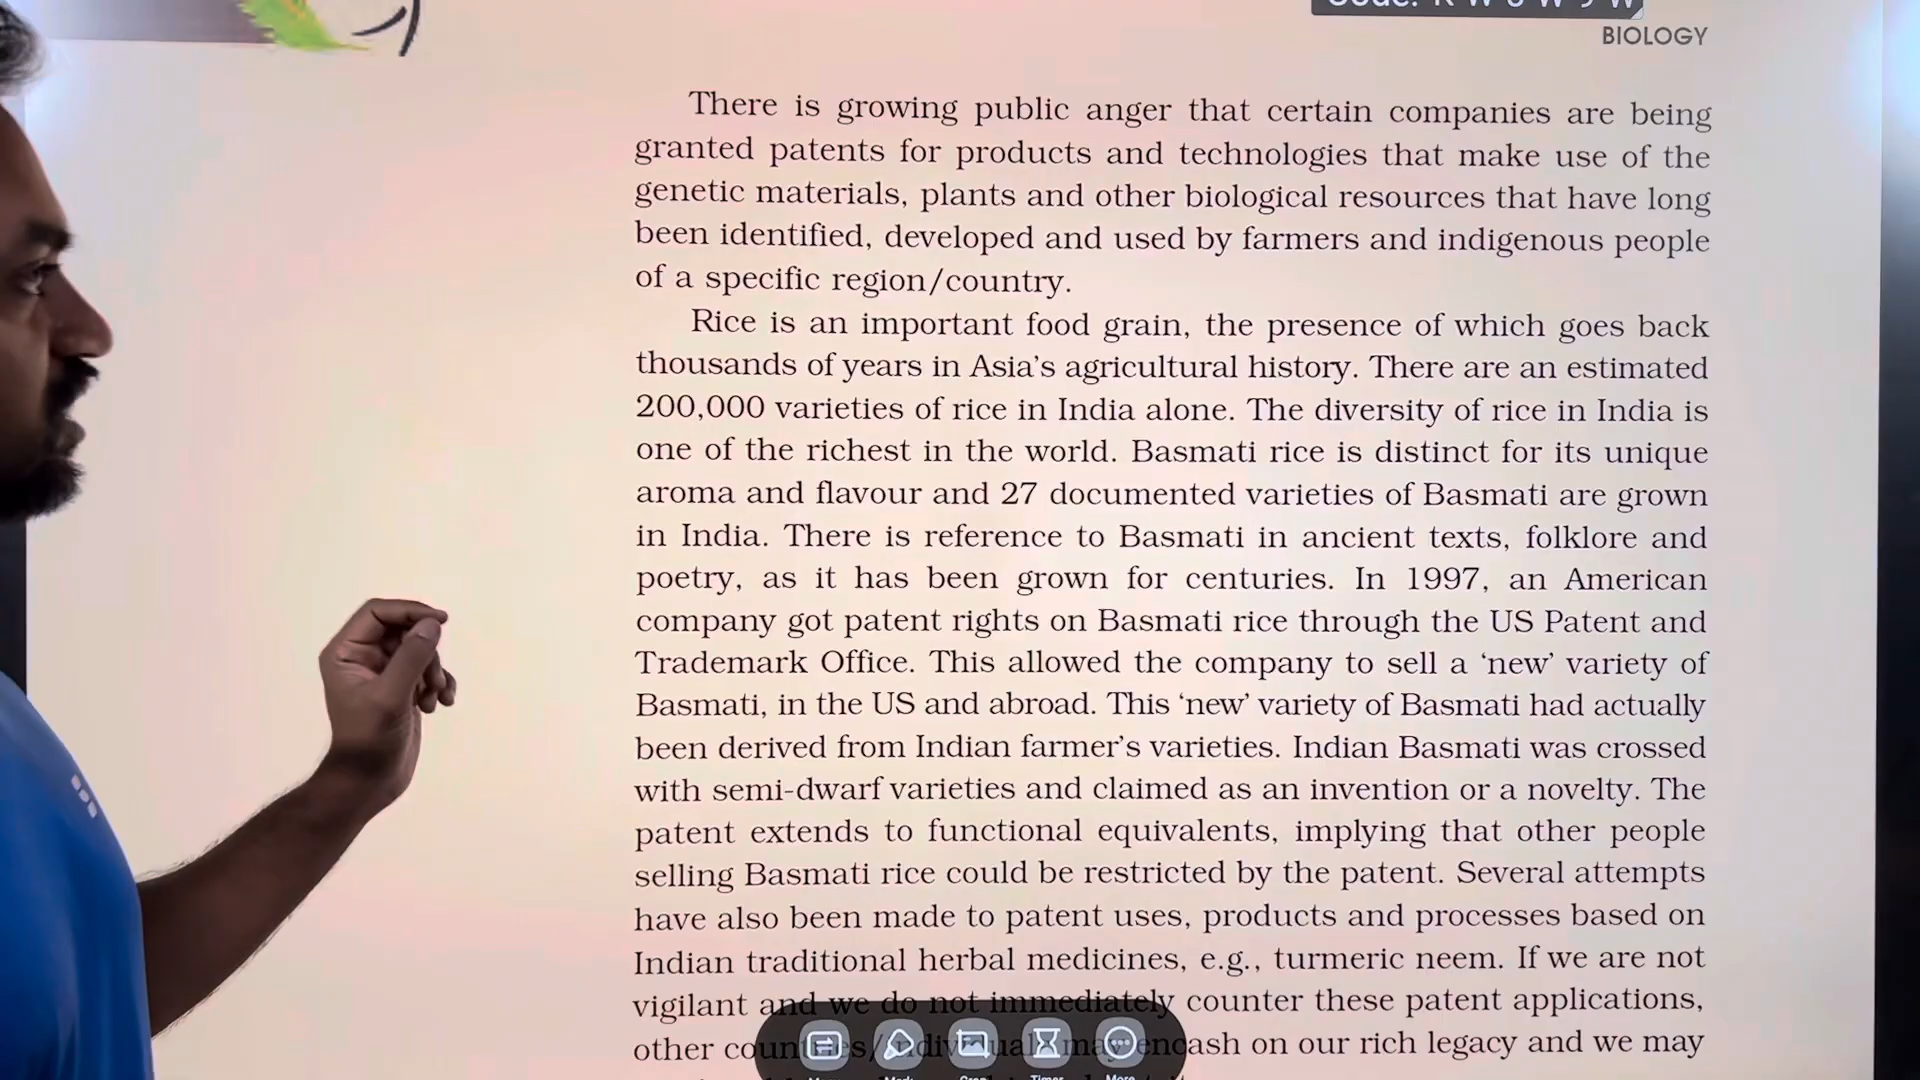 BIOLOGY
There is growing public anger that certain companies are being
granted patents for products and technologies that make use of the
genetic materials, plants and other biological resources that have long
been identified, developed and used by farmers and indigenous people
of a specific region/country.
Rice is an important food grain, the presence of which goes back
thousands of years in Asia’s agricultural history. There are an estimated
200,000 varieties of rice in India alone. The diversity of rice in India is
one of the richest in the world. Basmati rice is distinct for its unique
aroma and flavour and 27 documented varieties of Basmati are grown
in India. There is reference to Basmati in ancient texts, folklore and
poetry, as it has been grown for centuries. In 1997, an American
company got patent rights on Basmati rice through the US Patent and
Trademark Office. This allowed the company to sell a ‘new’ variety of
Basmati, in the US and abroad. This ‘new’ variety of Basmati had actually
been derived from Indian farmer’s varieties. Indian Basmati was crossed
with semi-dwarf varieties and claimed as an invention or a novelty. The
patent extends to functional equivalents, implying that other people
selling Basmati rice could be restricted by the patent. Several attempts
have also been made to patent uses, products and processes based on
Indian traditional herbal medicines, e.g., turmeric neem. If we are not
vigilant and we do not immediately counter these patent applications,
other countries/individuals may encash on our rich legacy and we may